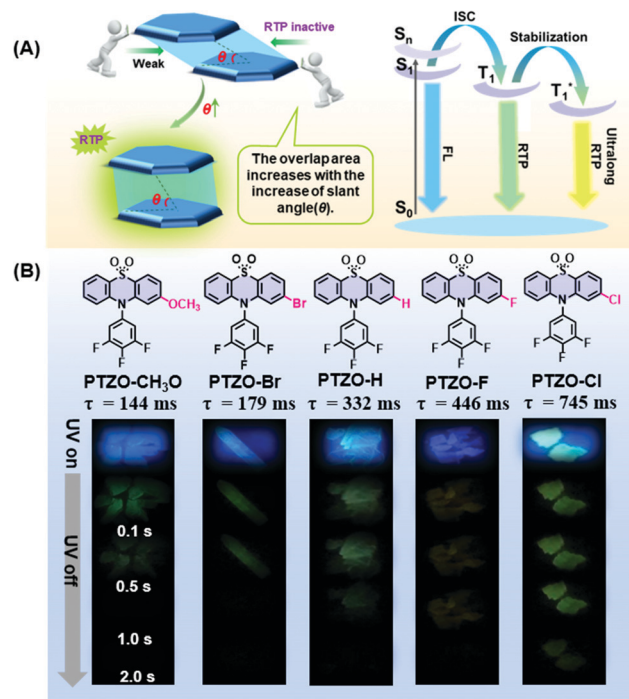 (A)
RTP inactive
Weak
θ
θ
θ↑
RTP
θ
The overlap area
increases with the
increase of slant
angle(θ).
ISC
Stabilization
Sn
S1
T1
T1*
FL
RTP
Ultralong
RTP
S0
(B)
O O
S
N
OCH3
F F
F
O O
S
N
Br
F F
F
O O
S
N
H
F F
F
O O
S
N
F
F F
F
O O
S
N
Cl
F F
F
PTZO-CH3O PTZO-Br PTZO-H PTZO-F PTZO-Cl
τ = 144 ms τ = 179 ms τ = 332 ms τ = 446 ms τ = 745 ms
UV on
UV off
0.1 s
0.5 s
1.0 s
2.0 s